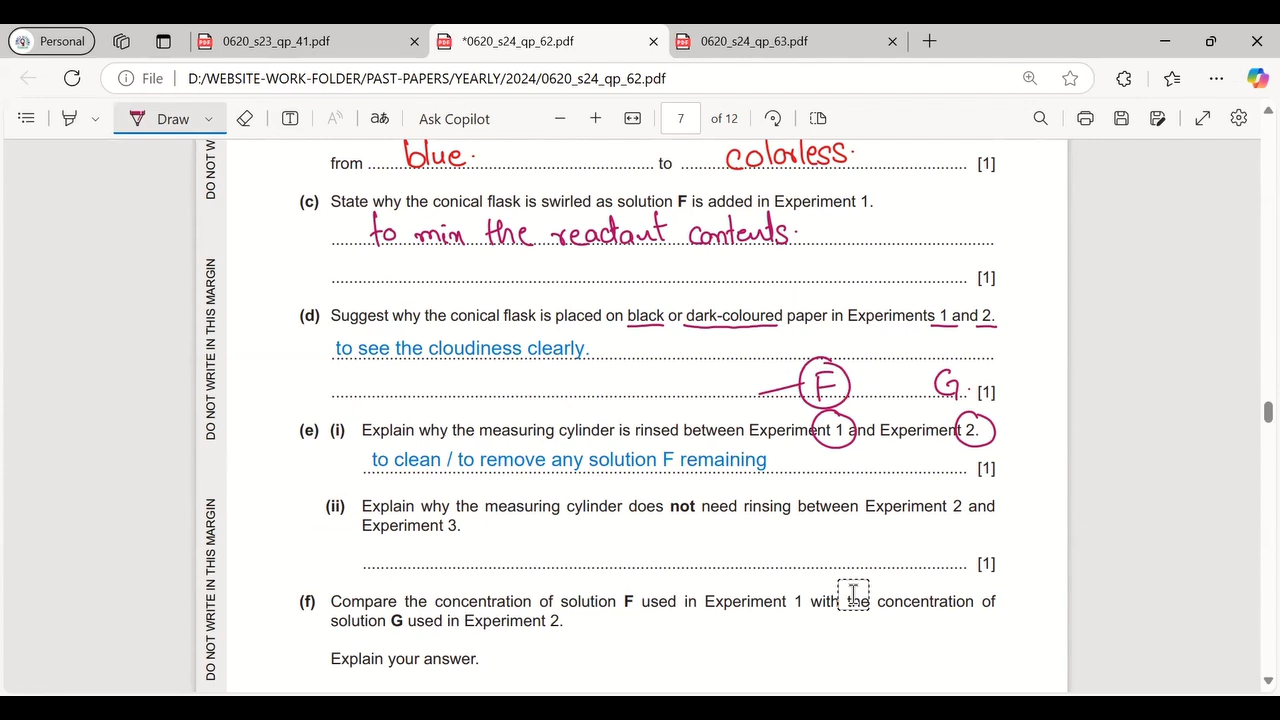 Personal
0620_s23_qp_41.pdf
*0620_s24_qp_62.pdf
0620_s24_qp_63.pdf
File
D:/WEBSITE-WORK-FOLDER/PAST-PAPERS/YEARLY/2024/0620_s24_qp_62.pdf
Draw
Ask Copilot
7 of 12
from blue. to colorless. [1]
(c) State why the conical flask is swirled as solution F is added in Experiment 1.
to mix the reactant contents.
[1]
(d) Suggest why the conical flask is placed on black or dark-coloured paper in Experiments 1 and 2.
to see the cloudiness clearly.
F G. [1]
(e) (i) Explain why the measuring cylinder is rinsed between Experiment 1 and Experiment 2.
to clean / to remove any solution F remaining
[1]
(ii) Explain why the measuring cylinder does not need rinsing between Experiment 2 and
Experiment 3.
[1]
(f) Compare the concentration of solution F used in Experiment 1 with the concentration of
solution G used in Experiment 2.
Explain your answer.
DO NOT W
DO NOT WRITE IN THIS MARGIN
DO NOT WRITE IN THIS MARGIN